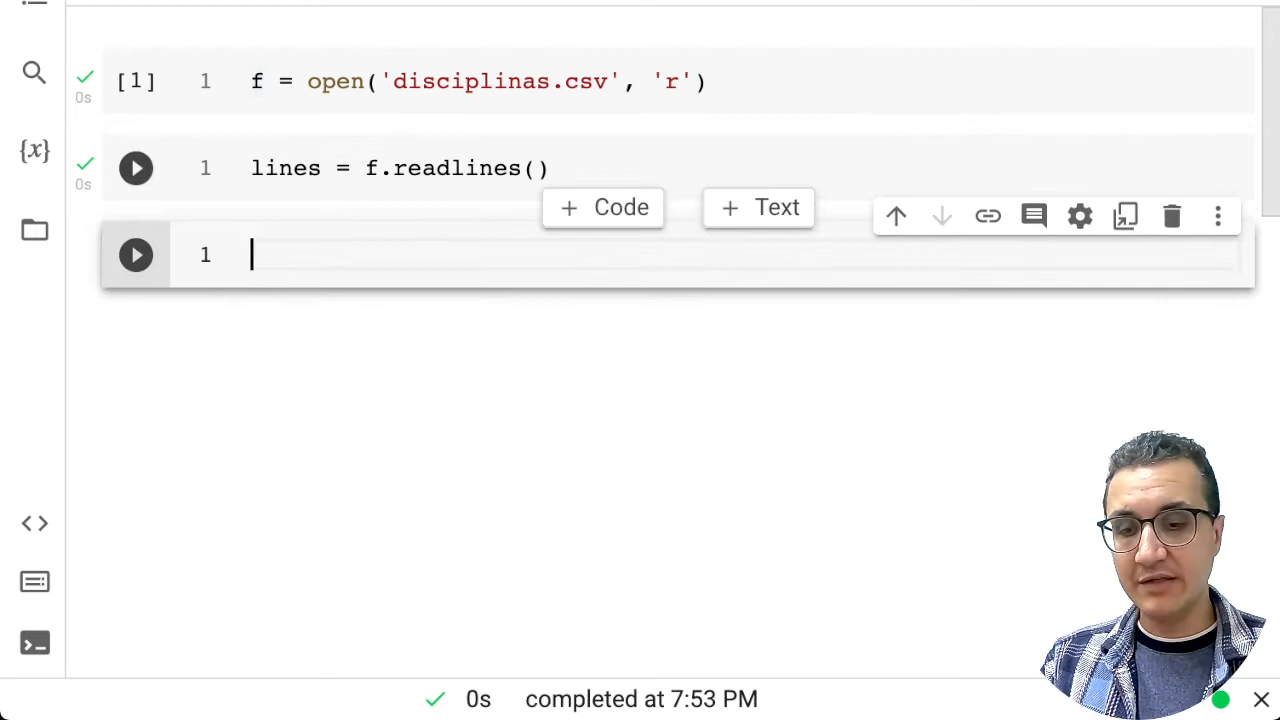 [1] 1 f = open('disciplinas.csv', 'r')
0s
1 lines = f.readlines()
0s
+ Code + Text
{x}
1
0s completed at 7:53 PM